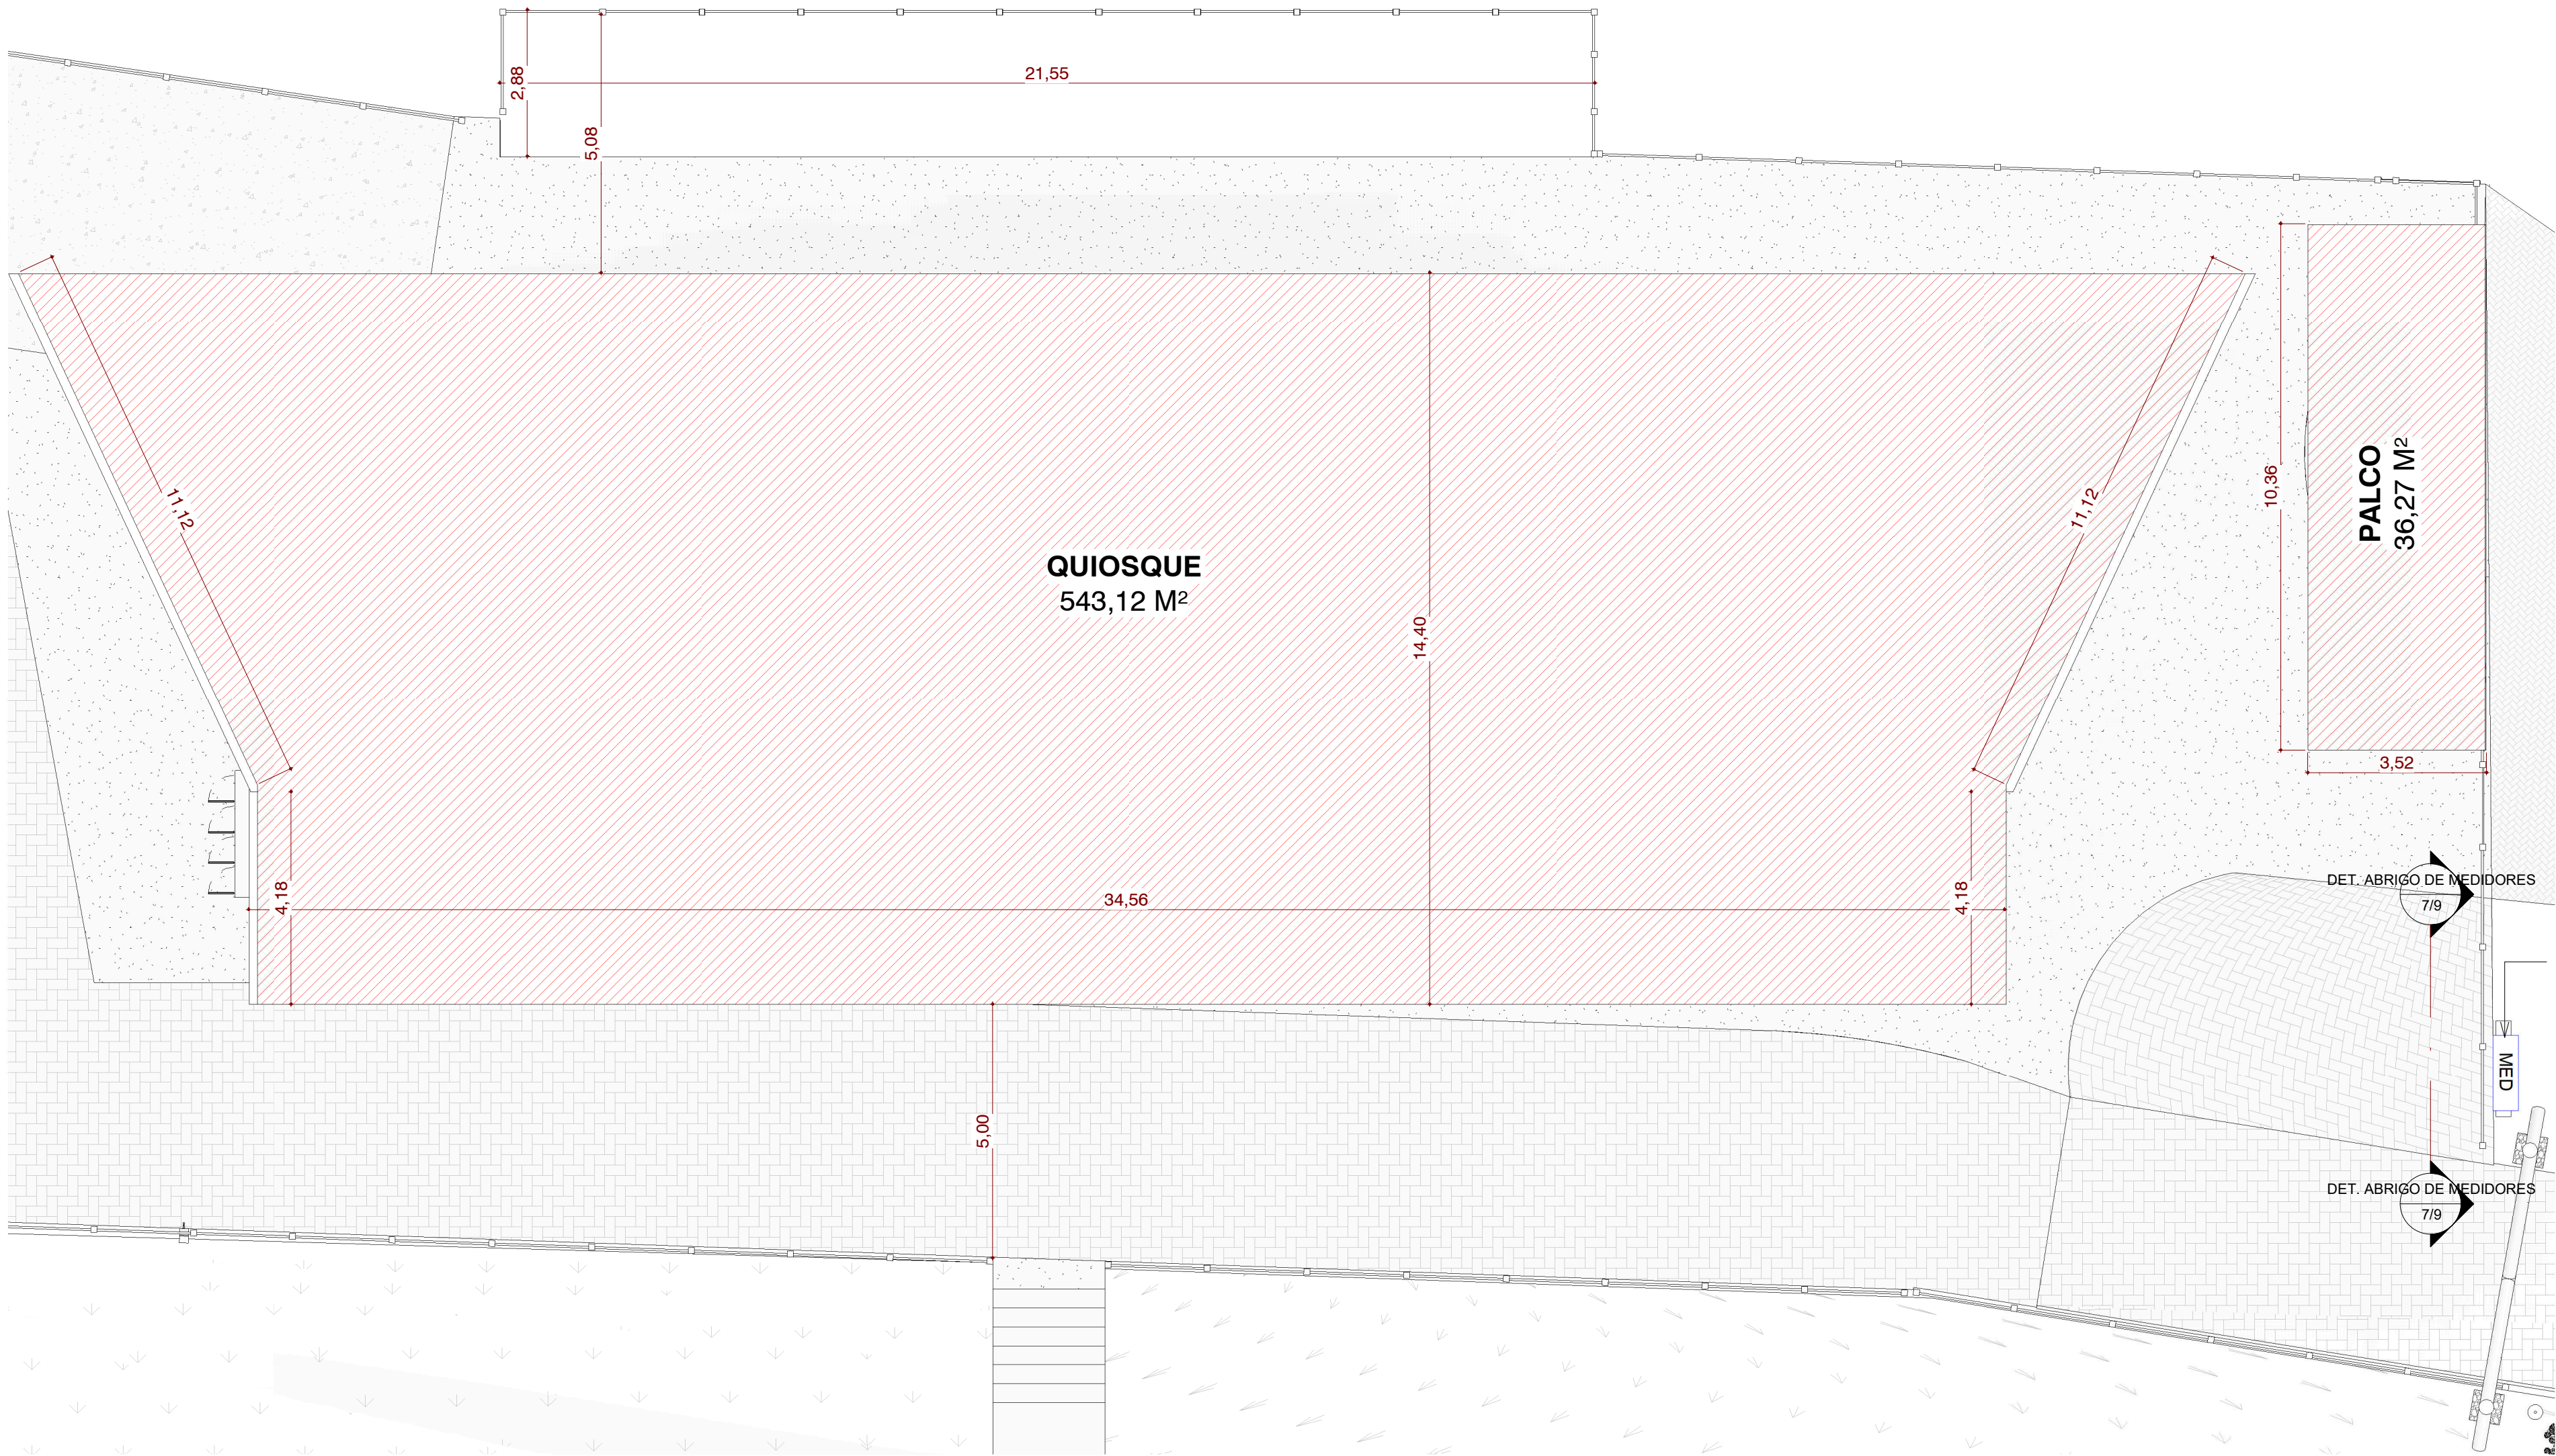 2,88
21,55
5,08
11,12
11,12
QUIOSQUE
543,12 M²
14,40
10,36
PALCO
36,27 M²
3,52
4,18
34,56
4,18
DET. ABRIGO DE MEDIDORES
7/9
5,00
MED
DET. ABRIGO DE MEDIDORES
7/9